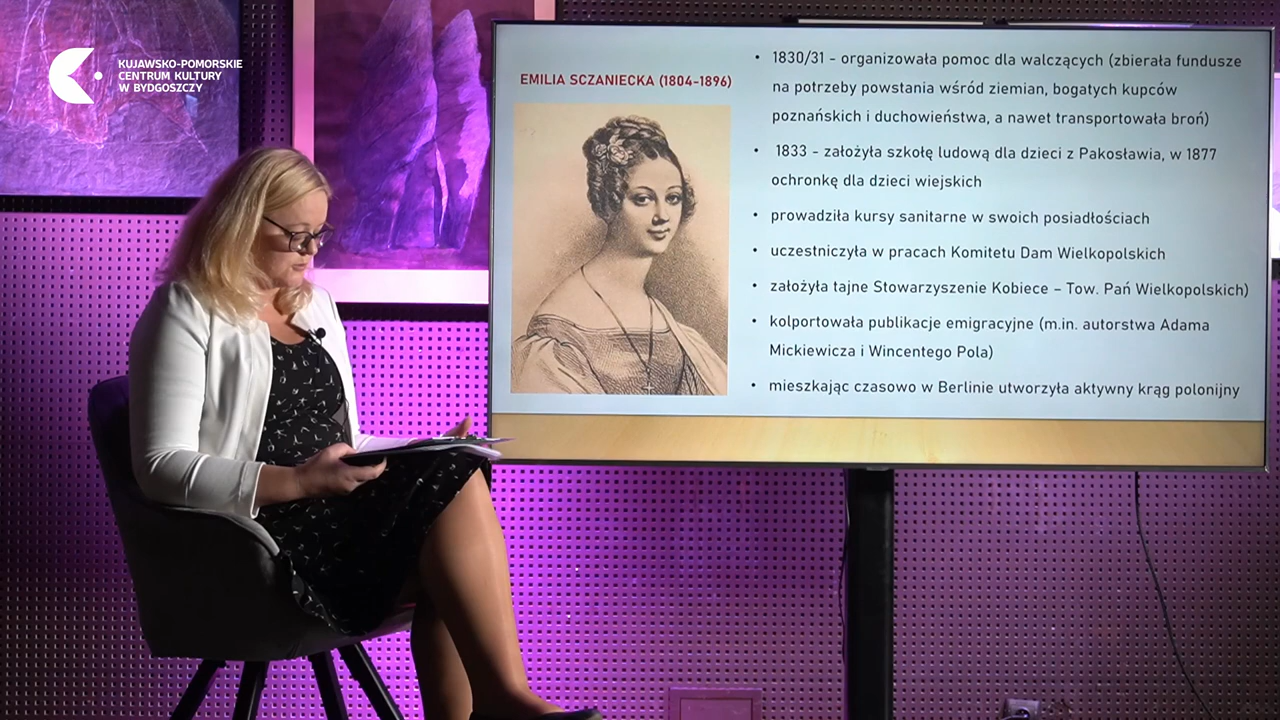 KUJAWSKO-POMORSKIE
CENTRUM KULTURY
W BYDGOSZCZY
EMILIA SCZANIECKA (1804-1896)
• 1830/31 - organizowała pomoc dla walczących (zbierała fundusze
na potrzeby powstania wśród ziemian, bogatych kupców
poznańskich i duchowieństwa, a nawet transportowała broń)
• 1833 - założyła szkołę ludową dla dzieci z Pakosławia, w 1877
ochronkę dla dzieci wiejskich
• prowadziła kursy sanitarne w swoich posiadłościach
• uczestniczyła w pracach Komitetu Dam Wielkopolskich
• założyła tajne Stowarzyszenie Kobiece – Tow. Pań Wielkopolskich)
• kolportowała publikacje emigracyjne (m.in. autorstwa Adama
Mickiewicza i Wincentego Pola)
• mieszkając czasowo w Berlinie utworzyła aktywny krąg polonijny